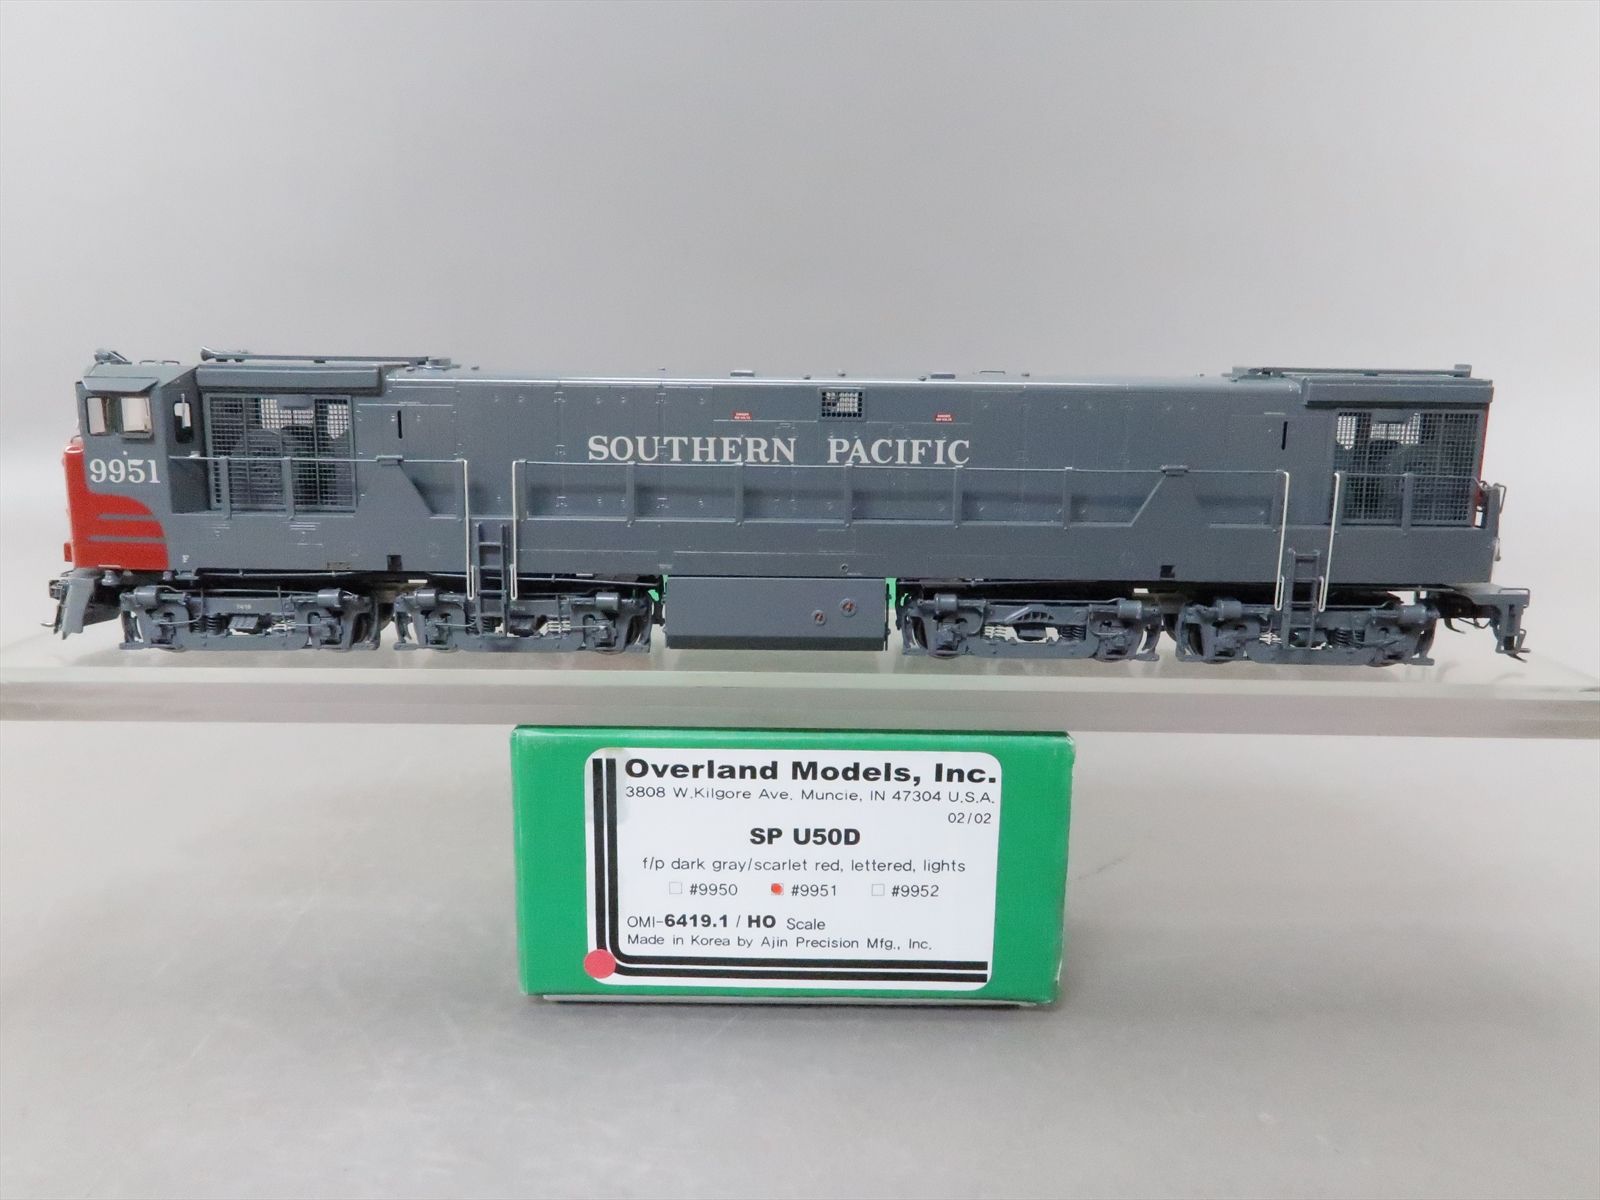 9951
SOUTHERN PACIFIC
F
Overland Models, Inc.
3808 W.Kilgore Ave. Muncie, IN 47304 U.S.A.
02/02
SP U50D
f/p dark gray/scarlet red, lettered, lights
#9950 #9951 #9952
OMI-6419.1 / HO Scale
Made in Korea by Ajin Precision Mfg., Inc.